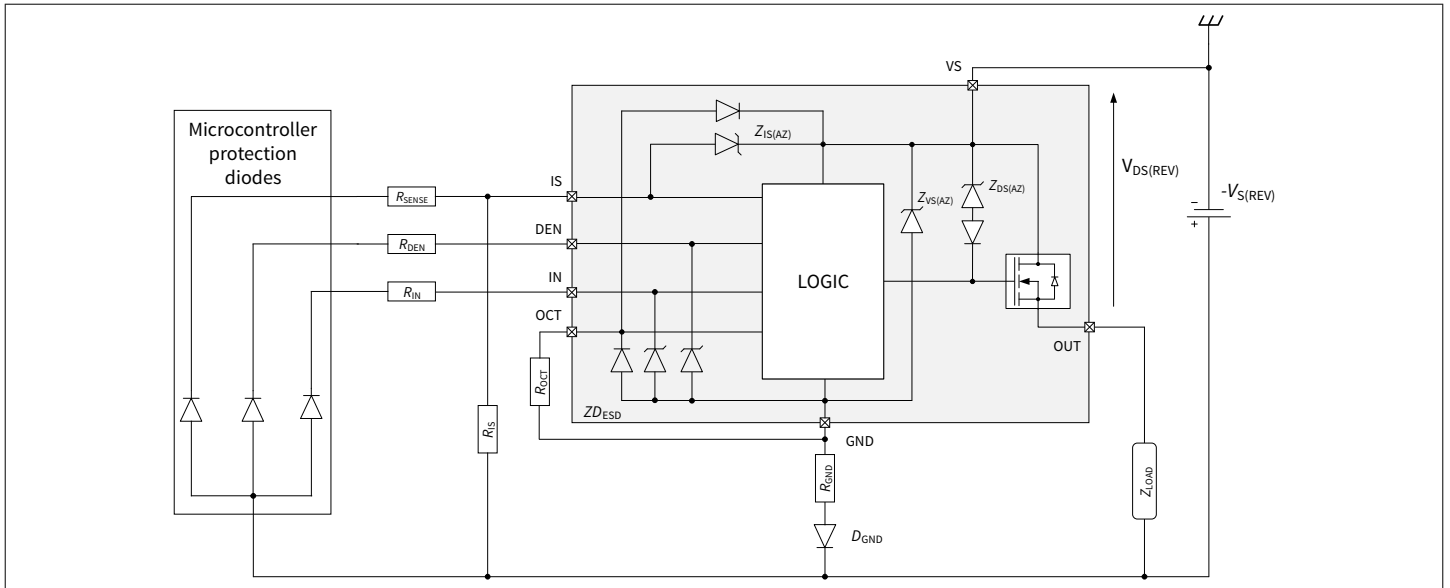 VS
Microcontroller
protection
diodes
Z_IS(AZ)
V_DS(REV)
IS
R_SENSE
Z_VS(AZ)
Z_DS(AZ)
−
-V_S(REV)
+
DEN
R_DEN
LOGIC
IN
R_IN
OCT
OUT
R_OCT
ZD_ESD
R_IS
GND
R_GND
Z_LOAD
D_GND